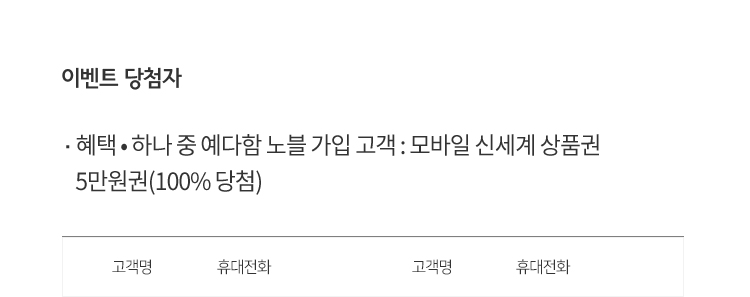 이벤트 당첨자
· 혜택 • 하나 중 예다함 노블 가입 고객 : 모바일 신세계 상품권
5만원권(100% 당첨)
고객명 휴대전화 고객명 휴대전화